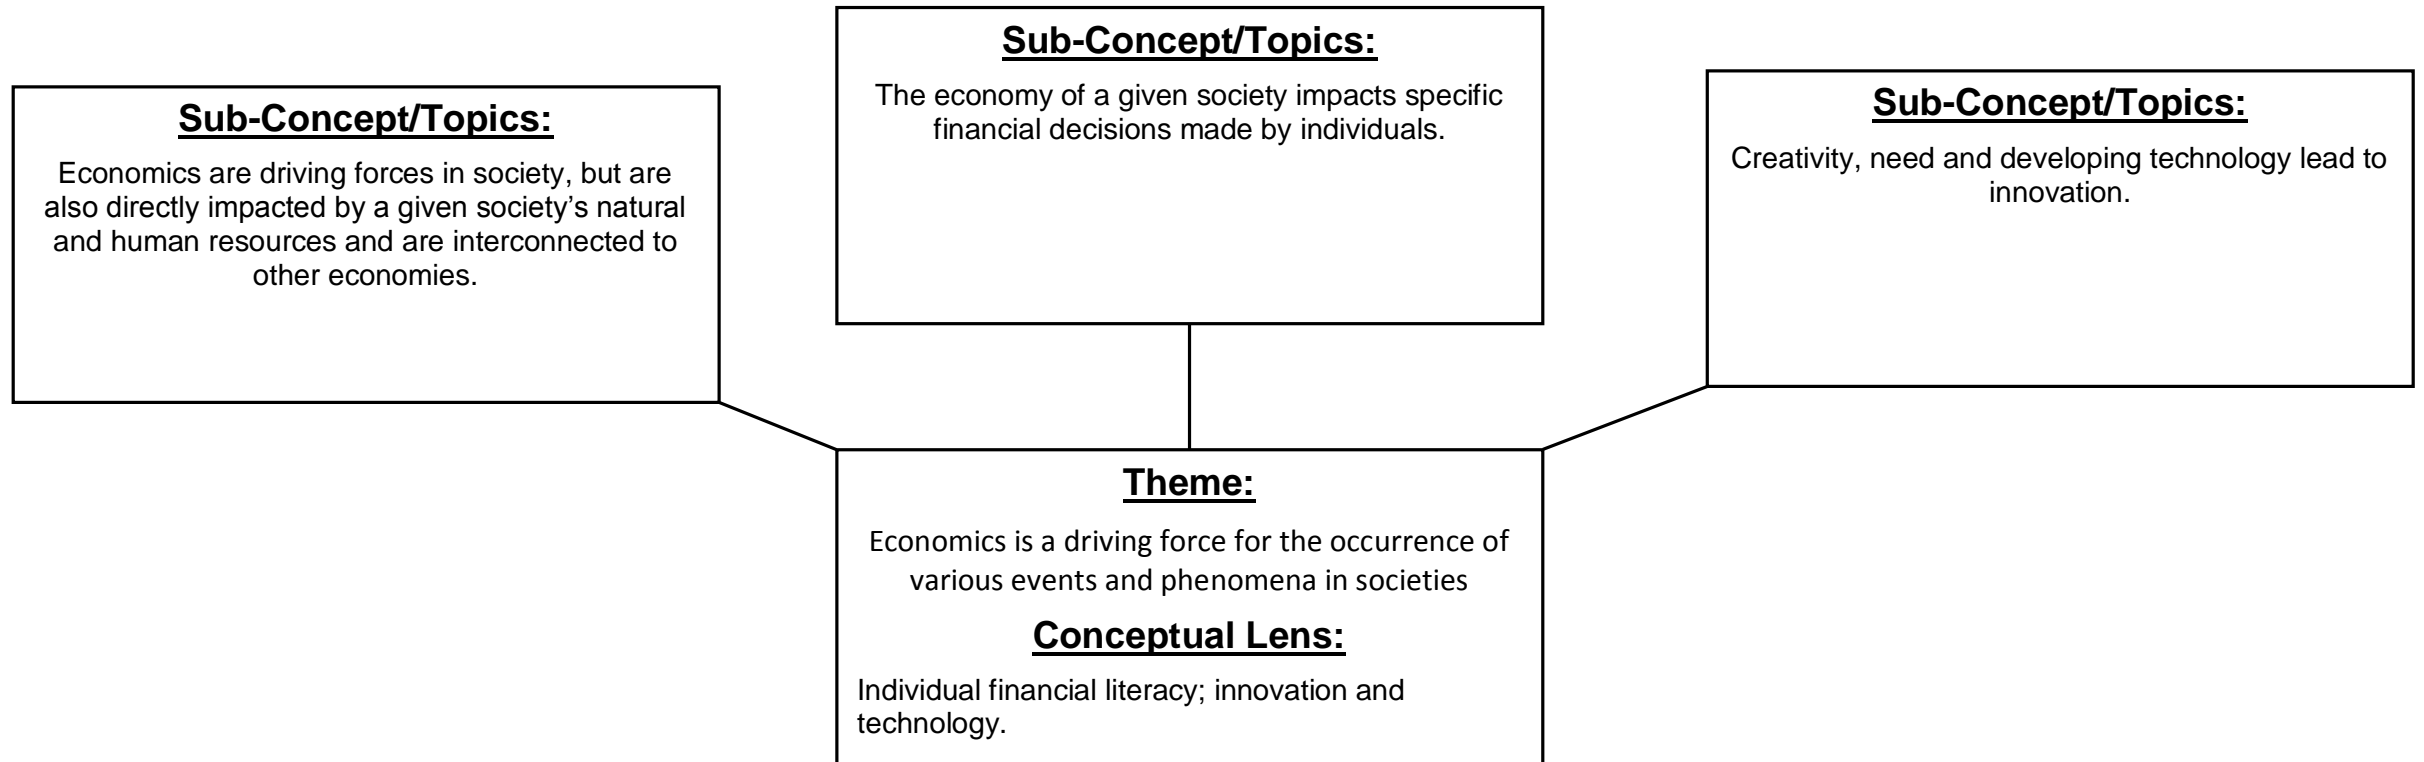 Sub-Concept/Topics:
Economics are driving forces in society, but are
also directly impacted by a given society’s natural
and human resources and are interconnected to
other economies.
Sub-Concept/Topics:
The economy of a given society impacts specific
financial decisions made by individuals.
Sub-Concept/Topics:
Creativity, need and developing technology lead to
innovation.
Theme:
Economics is a driving force for the occurrence of
various events and phenomena in societies
Conceptual Lens:
Individual financial literacy; innovation and
technology.